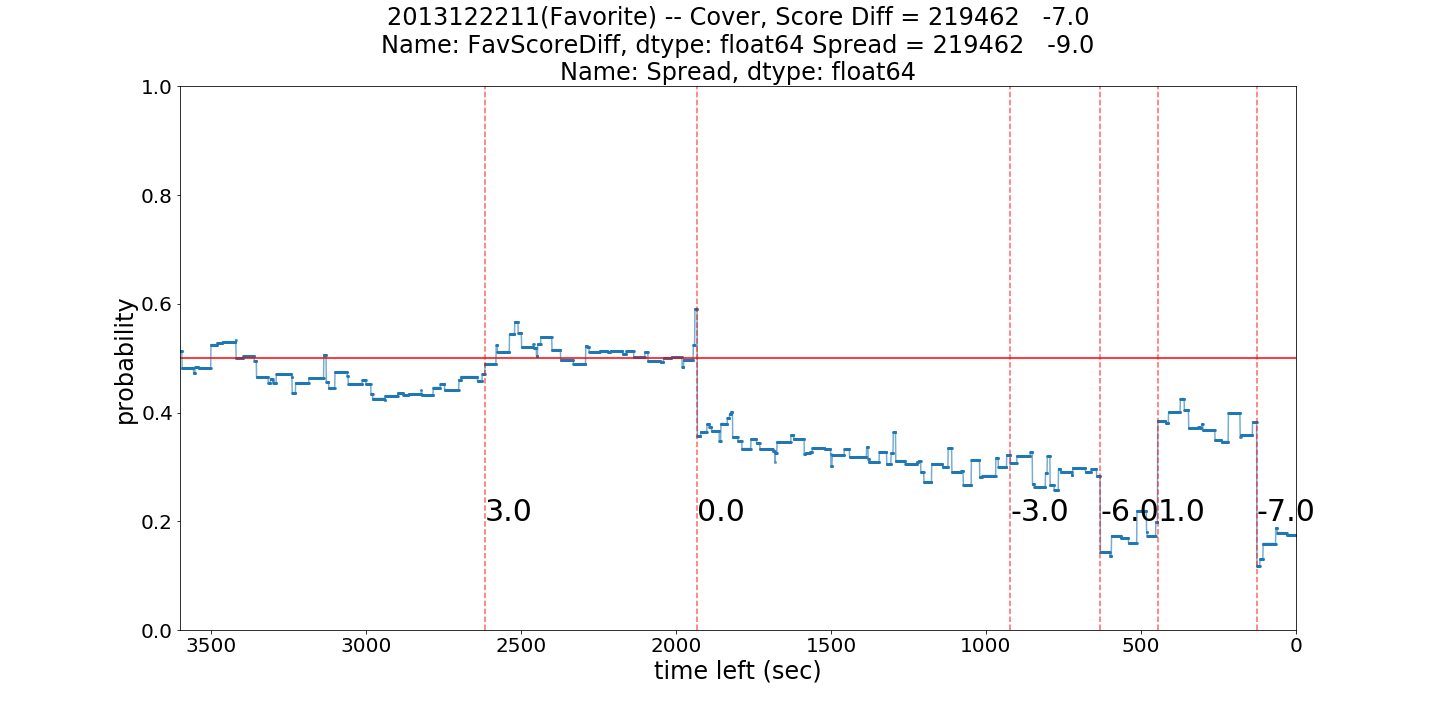 2013122211(Favorite) -- Cover, Score Diff = 219462   -7.0
Name: FavScoreDiff, dtype: float64 Spread = 219462   -9.0
Name: Spread, dtype: float64
1.0
0.8
0.6
0.4
0.2
0.0
probability
3.0
0.0
-3.0
-6.0
1.0
-7.0
3500 3000 2500 2000 1500 1000 500 0
time left (sec)